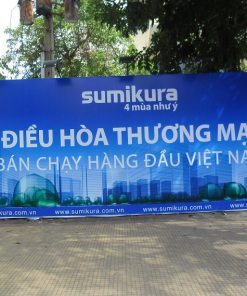 sumikura
4 mùa như ý
ĐIỀU HÒA THƯƠNG MẠ
BÁN CHẠY HÀNG ĐẦU VIỆT NA
www.sumikura.com.vn www.sumikura.com.vn www.sumikura.com.vn